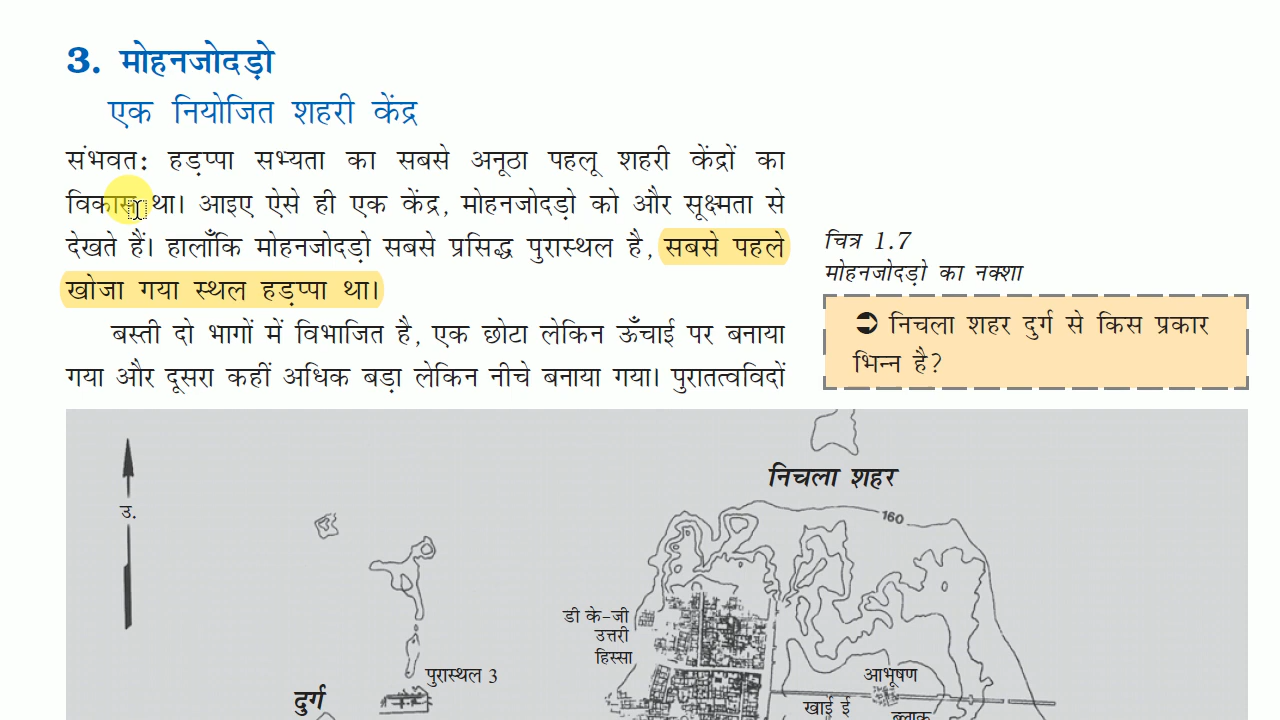 3. मोहनजोदड़ो
एक नियोजित शहरी केंद्र
संभवतः हड़प्पा सभ्यता का सबसे अनूठा पहलू शहरी केंद्रों का
विकास था। आइए ऐसे ही एक केंद्र, मोहनजोदड़ो को और सूक्ष्मता से
देखते हैं। हालाँकि मोहनजोदड़ो सबसे प्रसिद्ध पुरास्थल है, सबसे पहले
खोजा गया स्थल हड़प्पा था।
बस्ती दो भागों में विभाजित है, एक छोटा लेकिन ऊँचाई पर बनाया
गया और दूसरा कहीं अधिक बड़ा लेकिन नीचे बनाया गया। पुरातत्वविदों
चित्र 1.7
मोहनजोदड़ो का नक्शा
➲ निचला शहर दुर्ग से किस प्रकार
भिन्न है?
निचला शहर
उ.
160
डी के-जी
उत्तरी
हिस्सा
पुरास्थल 3
दुर्ग
आभूषण
खाई ई
ब्लाक